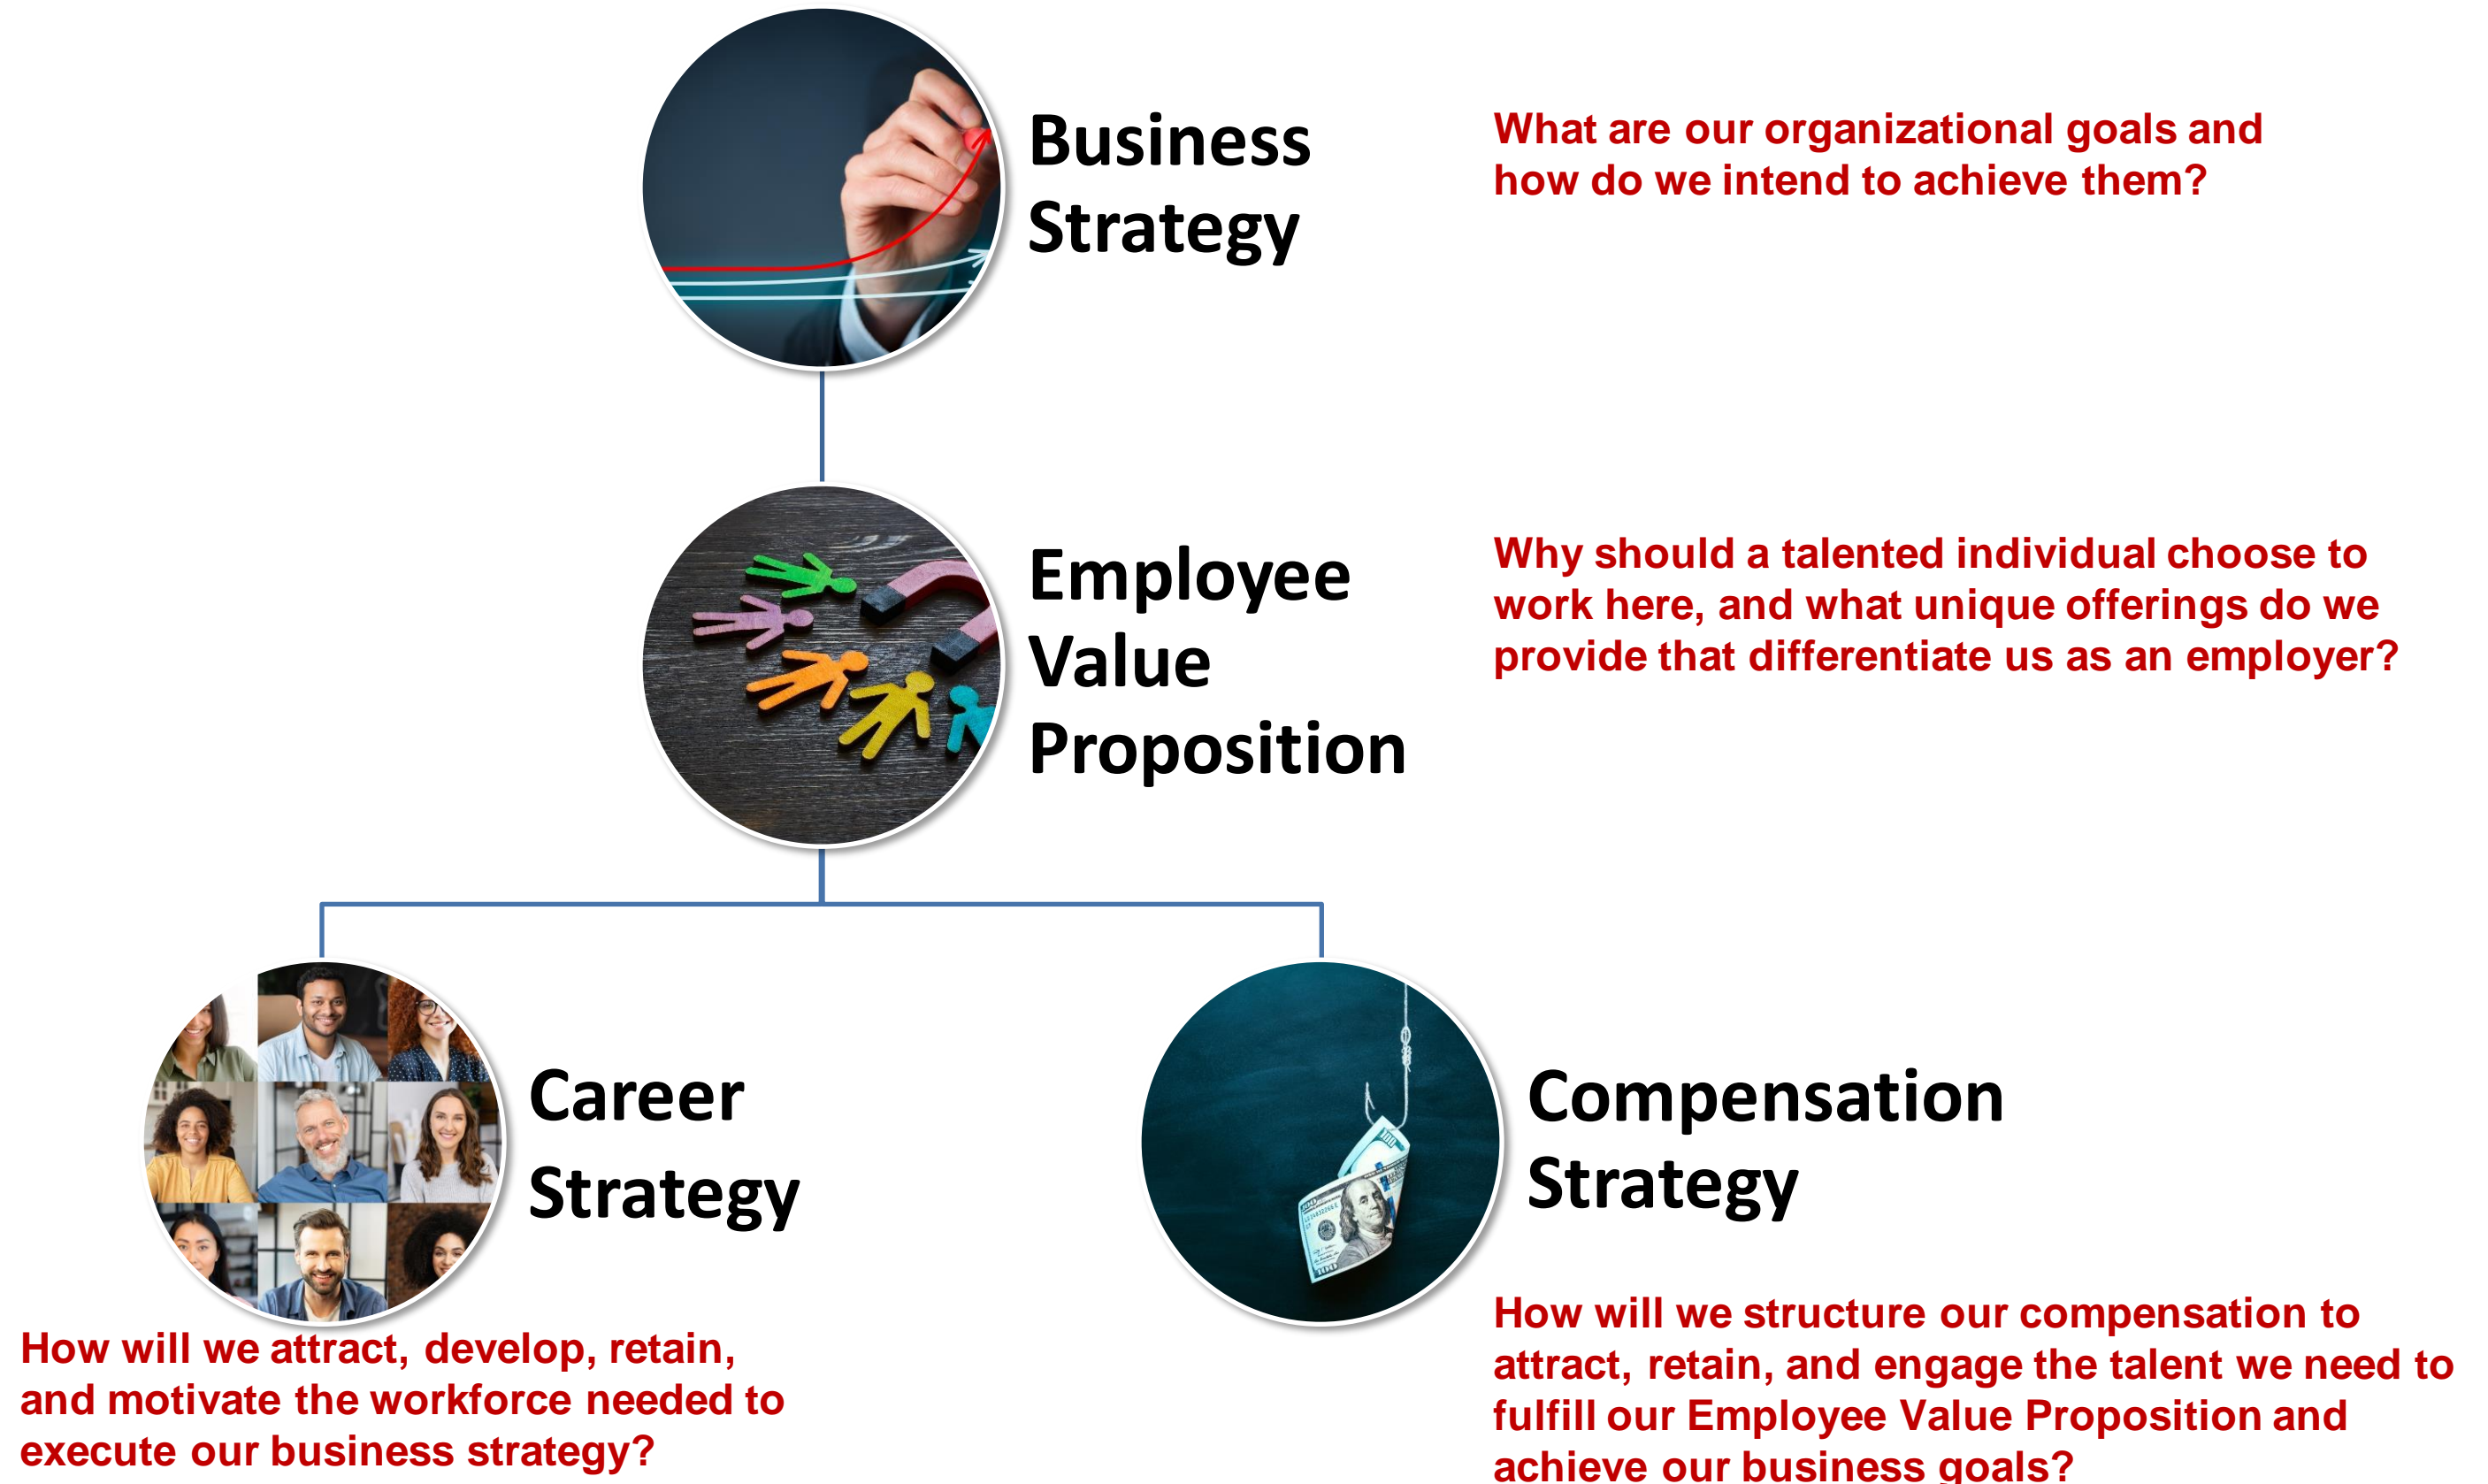 Business
Strategy
What are our organizational goals and
how do we intend to achieve them?
Employee
Value
Proposition
Why should a talented individual choose to
work here, and what unique offerings do we
provide that differentiate us as an employer?
Career
Strategy
How will we attract, develop, retain,
and motivate the workforce needed to
execute our business strategy?
Compensation
Strategy
How will we structure our compensation to
attract, retain, and engage the talent we need to
fulfill our Employee Value Proposition and
achieve our business goals?
100
100